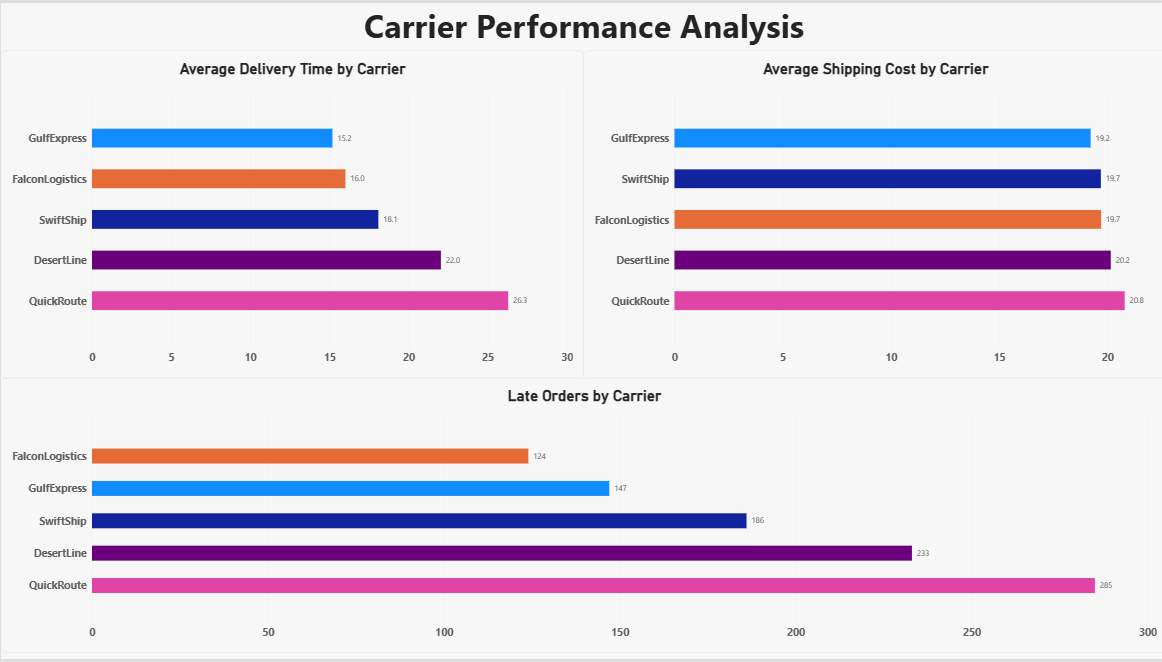 Carrier Performance Analysis
Average Delivery Time by Carrier
GulfExpress 15.2
FalconLogistics 16.0
SwiftShip 18.1
DesertLine 22.0
QuickRoute 26.3
0 5 10 15 20 25 30
Average Shipping Cost by Carrier
GulfExpress 19.2
SwiftShip 19.7
FalconLogistics 19.7
DesertLine 20.2
QuickRoute 20.8
0 5 10 15 20
Late Orders by Carrier
FalconLogistics 124
GulfExpress 147
SwiftShip 186
DesertLine 233
QuickRoute 285
0 50 100 150 200 250 300